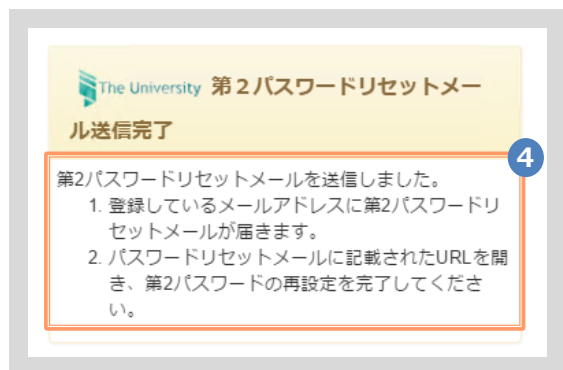 The University 第２パスワードリセットメー
ル送信完了
4
第2パスワードリセットメールを送信しました。
1. 登録しているメールアドレスに第2パスワードリ
セットメールが届きます。
2. パスワードリセットメールに記載されたURLを開
き、第2パスワードの再設定を完了してくださ
い。